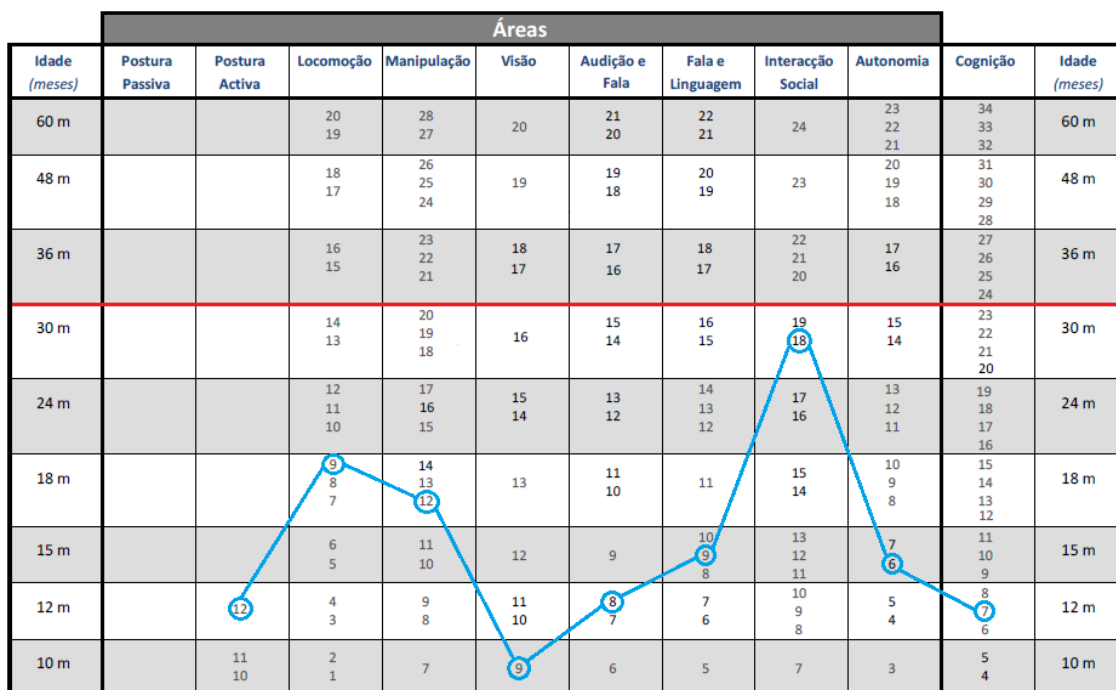 Áreas
Idade (meses) Postura Passiva Postura Activa Locomoção Manipulação Visão Audição e Fala Fala e Linguagem Interacção Social Autonomia Cognição Idade (meses)
60 m 20 19 28 27 20 21 20 22 21 24 23 22 21 34 33 32 60 m
48 m 18 17 26 25 24 19 19 18 20 19 23 20 19 18 31 30 29 28 48 m
36 m 16 15 23 22 21 18 17 17 16 18 17 22 21 20 17 16 27 26 25 24 36 m
30 m 14 13 20 19 18 16 15 14 16 15 19 18 15 14 23 22 21 20 30 m
24 m 12 11 10 17 16 15 15 14 13 12 14 13 12 17 16 13 12 11 19 18 17 16 24 m
18 m 9 8 7 14 13 12 13 11 10 11 15 14 10 9 8 15 14 13 12 18 m
15 m 6 5 11 10 12 9 10 9 8 13 12 11 7 6 11 10 9 15 m
12 m 12 4 3 9 8 11 10 8 7 7 6 10 9 8 5 4 8 7 6 12 m
10 m 11 10 2 1 7 9 6 5 7 3 5 4 10 m